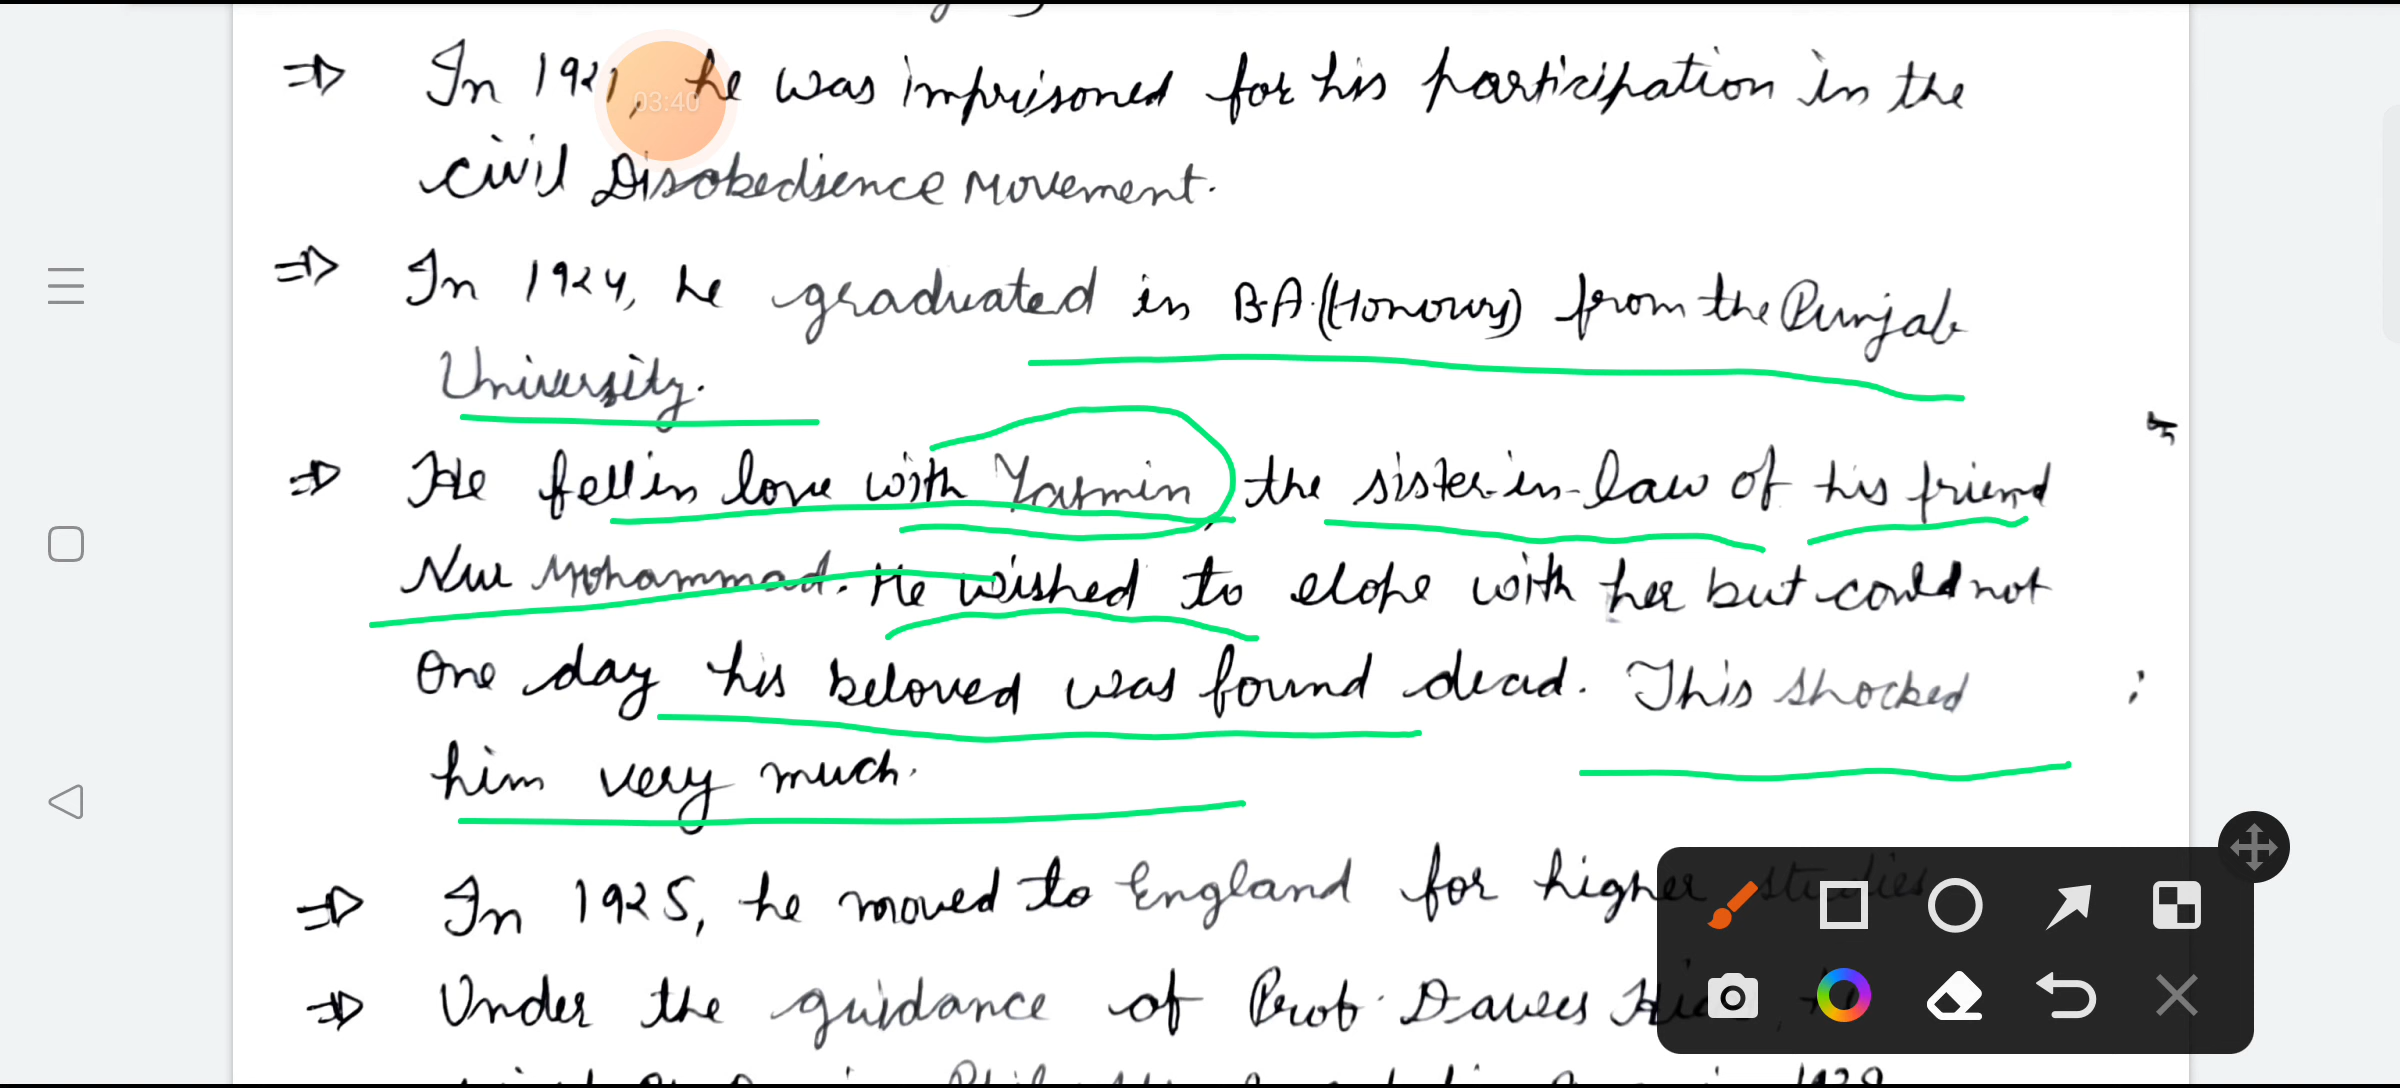 ⇒ In 1921, he was imprisoned for his participation in the
03:40
civil Disobedience Movement.
⇒ In 1924, he graduated in B.A.(Honours) from the Punjab
University.
⇒ He fell in love with Yasmin, the sister-in-law of his friend
Nur Mohammad. He wished to elope with her but could not
One day his beloved was found dead. This shocked
him very much.
⇒ In 1925, he moved to England for higher studies
⇒ Under the guidance of Prof. Dawes